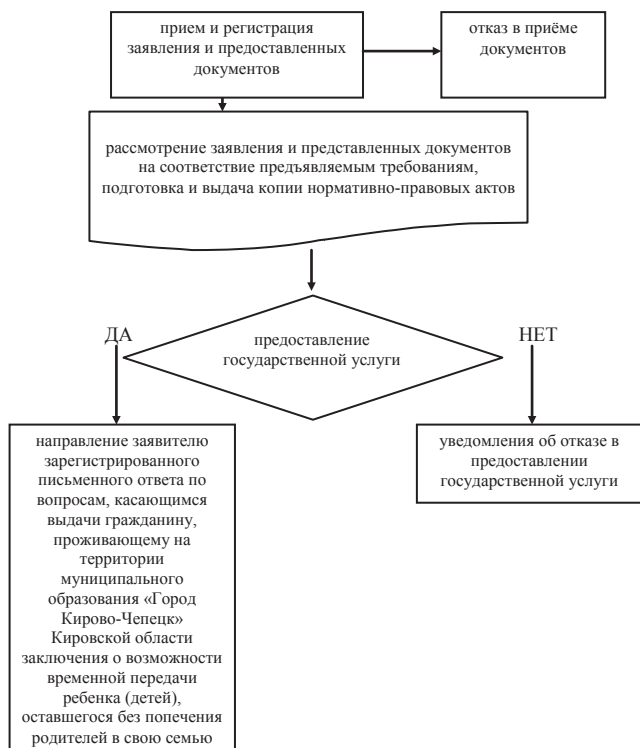 прием и регистрация
заявления и предоставленных
документов
отказ в приёме
документов
рассмотрение заявления и представленных документов
на соответствие предъявляемым требованиям,
подготовка и выдача копии нормативно-правовых актов
ДА
предоставление
государственной услуги
НЕТ
направление заявителю
зарегистрированного
письменного ответа по
вопросам, касающимся
выдачи гражданину,
проживающему на
территории
муниципального
образования «Город
Кирово-Чепецк»
Кировской области
заключения о возможности
временной передачи
ребенка (детей),
оставшегося без попечения
родителей в свою семью
уведомления об отказе в
предоставлении
государственной услуги